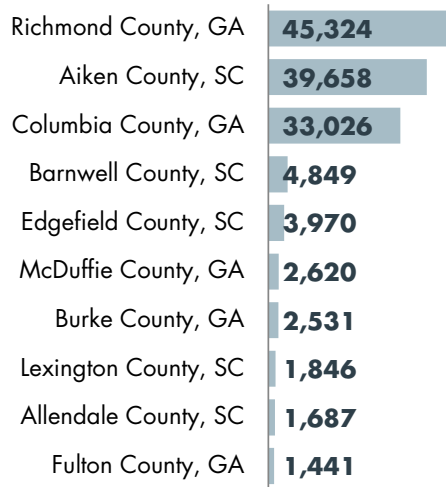 Richmond County, GA 45,324
Aiken County, SC 39,658
Columbia County, GA 33,026
Barnwell County, SC 4,849
Edgefield County, SC 3,970
McDuffie County, GA 2,620
Burke County, GA 2,531
Lexington County, SC 1,846
Allendale County, SC 1,687
Fulton County, GA 1,441